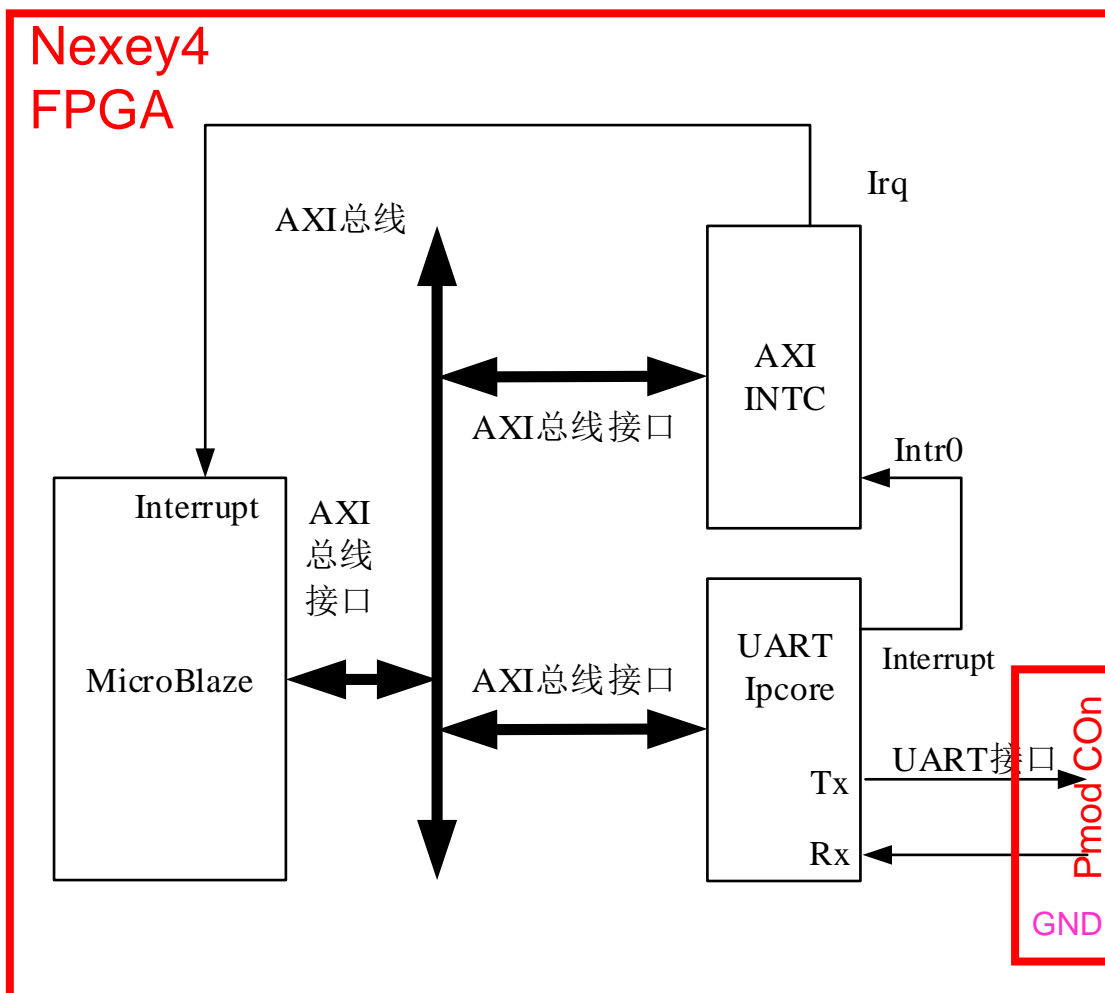 Nexey4
FPGA
Irq
AXI总线
AXI
INTC
AXI总线接口
Intr0
Interrupt
AXI
总线
接口
MicroBlaze
AXI总线接口
UART
Ipcore
Interrupt
UART接口
Tx
Rx
Pmod COn
GND